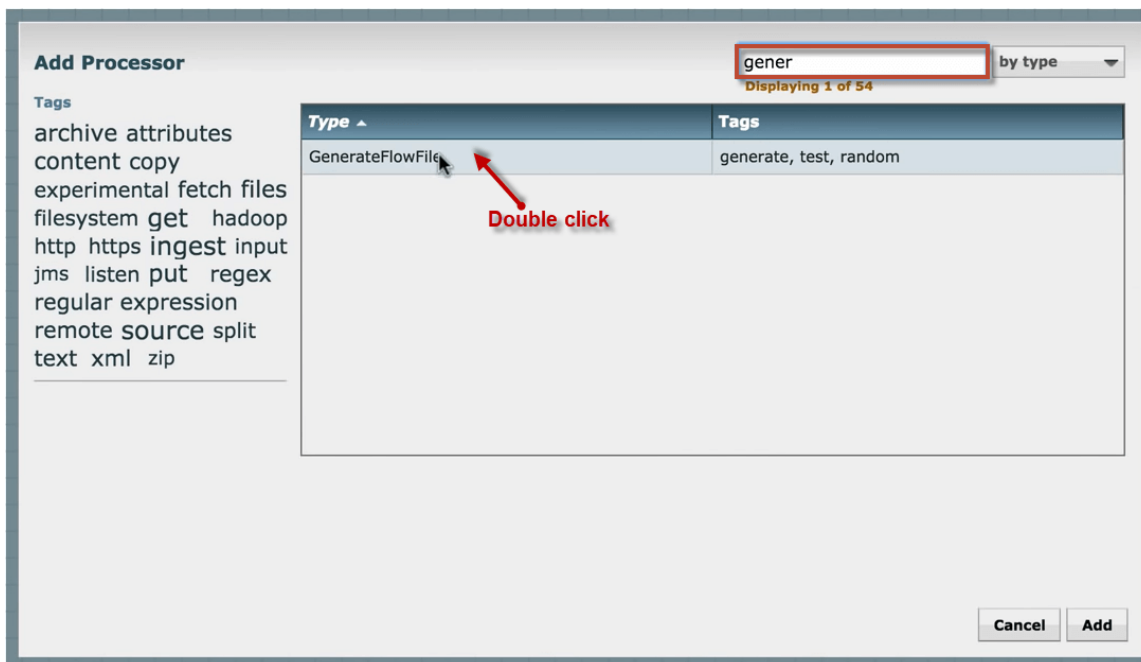 Add Processor
gener
by type
Displaying 1 of 54
Tags
archive attributes
content copy
experimental fetch files
filesystem get hadoop
http https ingest input
jms listen put regex
regular expression
remote source split
text xml zip
Type
Tags
GenerateFlowFile
generate, test, random
Double click
Cancel
Add